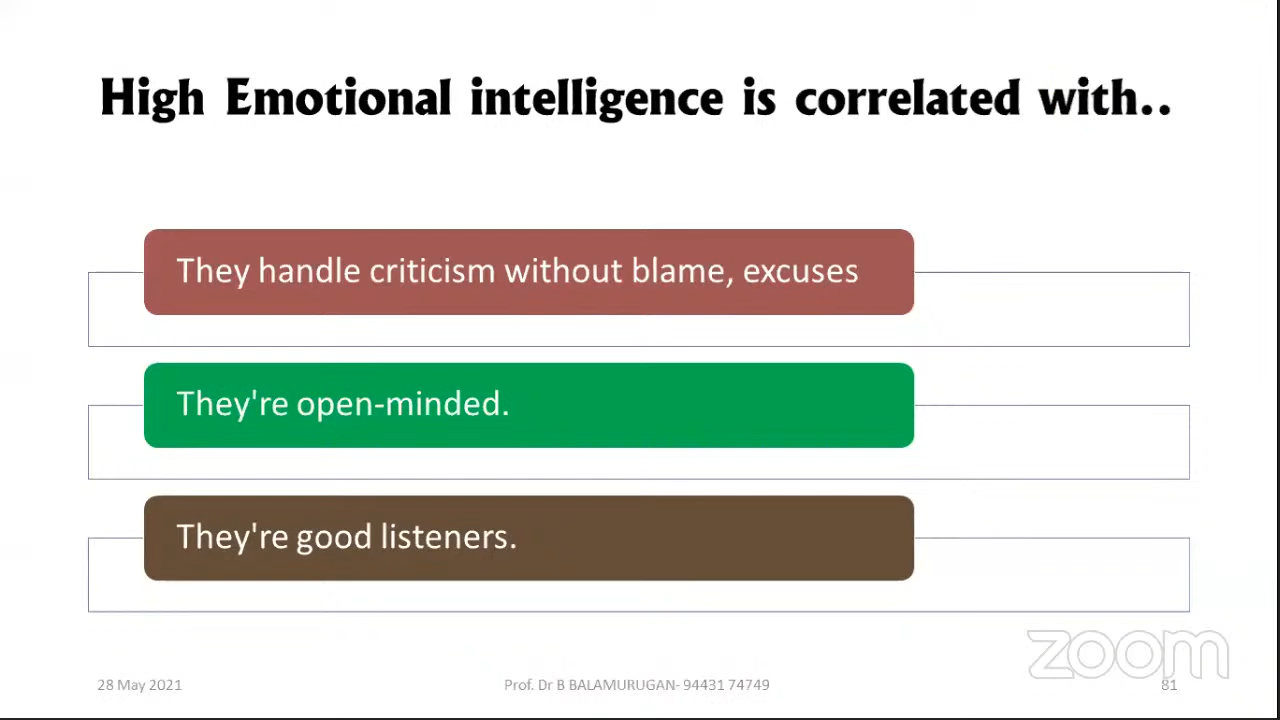 High Emotional intelligence is correlated with..
They handle criticism without blame, excuses
They're open-minded.
They're good listeners.
zoom
28 May 2021
Prof. Dr B BALAMURUGAN- 94431 74749
81